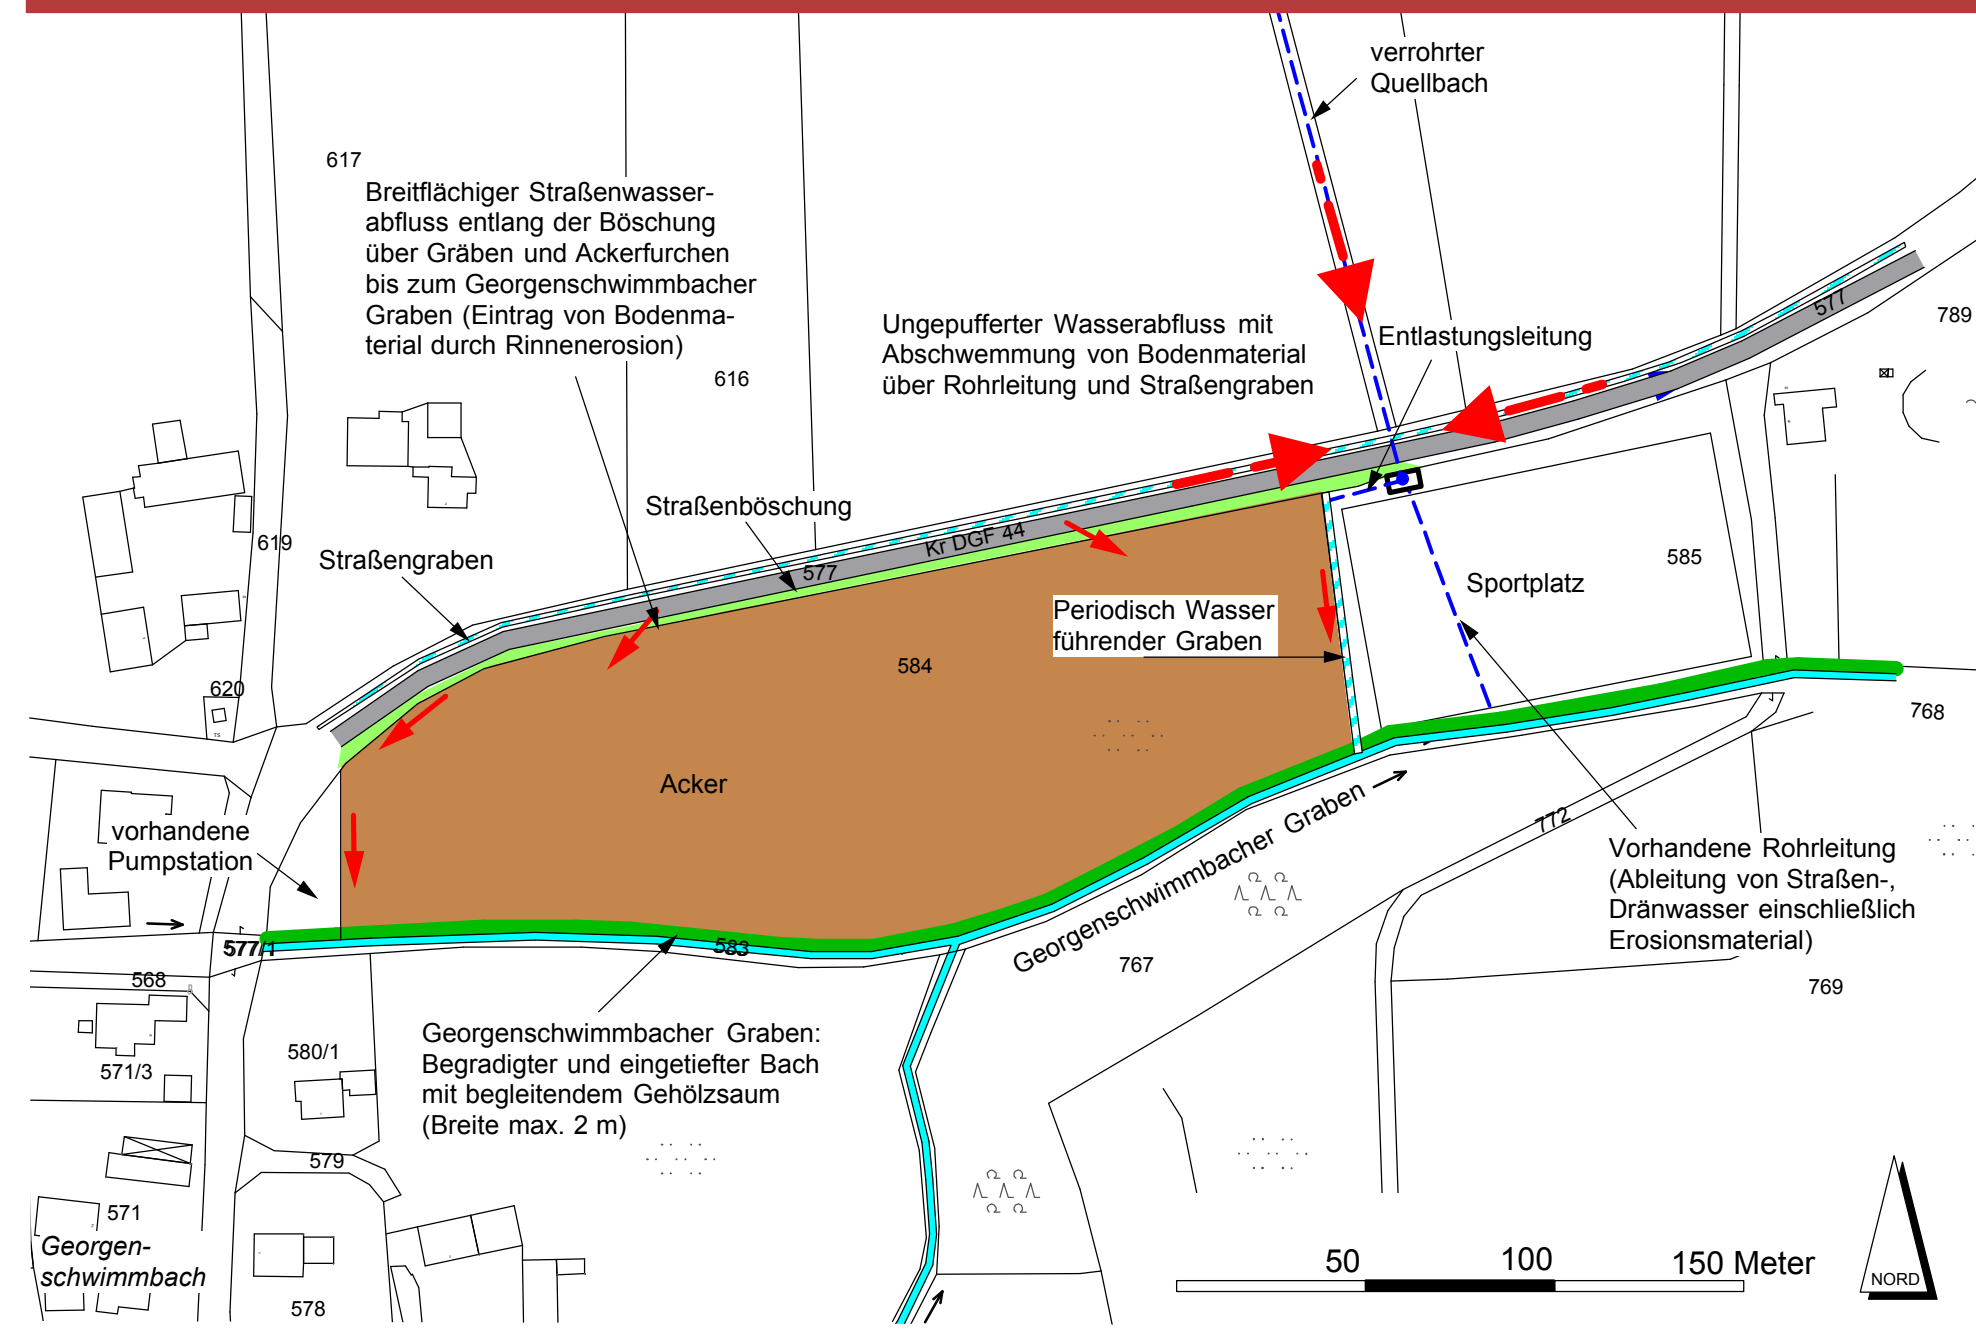 verrohrter
Quellbach
617
Breitflächiger Straßenwasser-
abfluss entlang der Böschung
über Gräben und Ackerfurchen
bis zum Georgenschwimmbacher
Graben (Eintrag von Bodenma-
terial durch Rinnenerosion)
616
Ungepufferter Wasserabfluss mit
Abschwemmung von Bodenmaterial
über Rohrleitung und Straßengraben
Entlastungsleitung
577
789
Straßenböschung
Straßengraben
619
Kr DGF 44
577
585
Sportplatz
Periodisch Wasser
führender Graben
584
620
TS
768
Acker
vorhandene
Pumpstation
Georgenschwimmbacher Graben
772
Vorhandene Rohrleitung
(Ableitung von Straßen-,
Dränwasser einschließlich
Erosionsmaterial)
577/1
583
767
769
568
571/3
580/1
Georgenschwimmbacher Graben:
Begradigter und eingetiefter Bach
mit begleitendem Gehölzsaum
(Breite max. 2 m)
579
571
Georgen-
schwimmbach
578
50 100 150 Meter
NORD